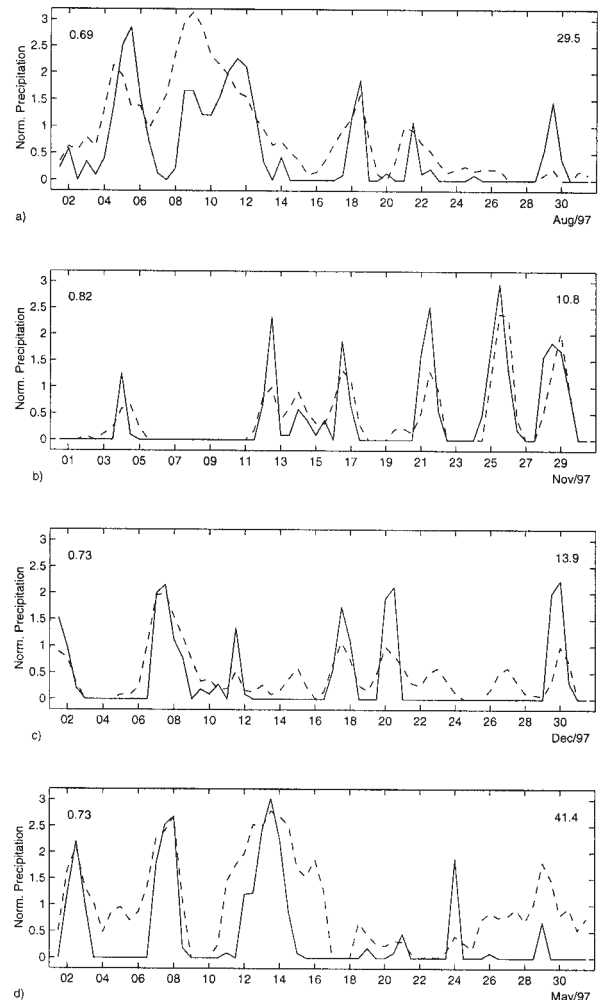 0.69 29.5
Norm. Precipitation
3
2.5
2
1.5
1
0.5
0
02 04 06 08 10 12 14 16 18 20 22 24 26 28 30
a) Aug/97
0.82 10.8
Norm. Precipitation
3
2.5
2
1.5
1
0.5
0
01 03 05 07 09 11 13 15 17 19 21 23 25 27 29
b) Nov/97
0.73 13.9
Norm. Precipitation
3
2.5
2
1.5
1
0.5
0
02 04 06 08 10 12 14 16 18 20 22 24 26 28 30
c) Dec/97
0.73 41.4
Norm. Precipitation
3
2.5
2
1.5
1
0.5
0
02 04 06 08 10 12 14 16 18 20 22 24 26 28 30
d) May/97